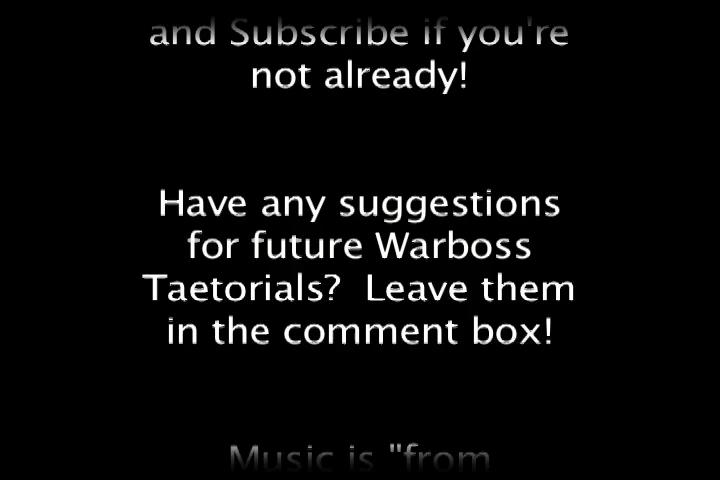 and Subscribe if you're
not already!
Have any suggestions
for future Warboss
Taetorials?  Leave them
in the comment box!
Music is "from